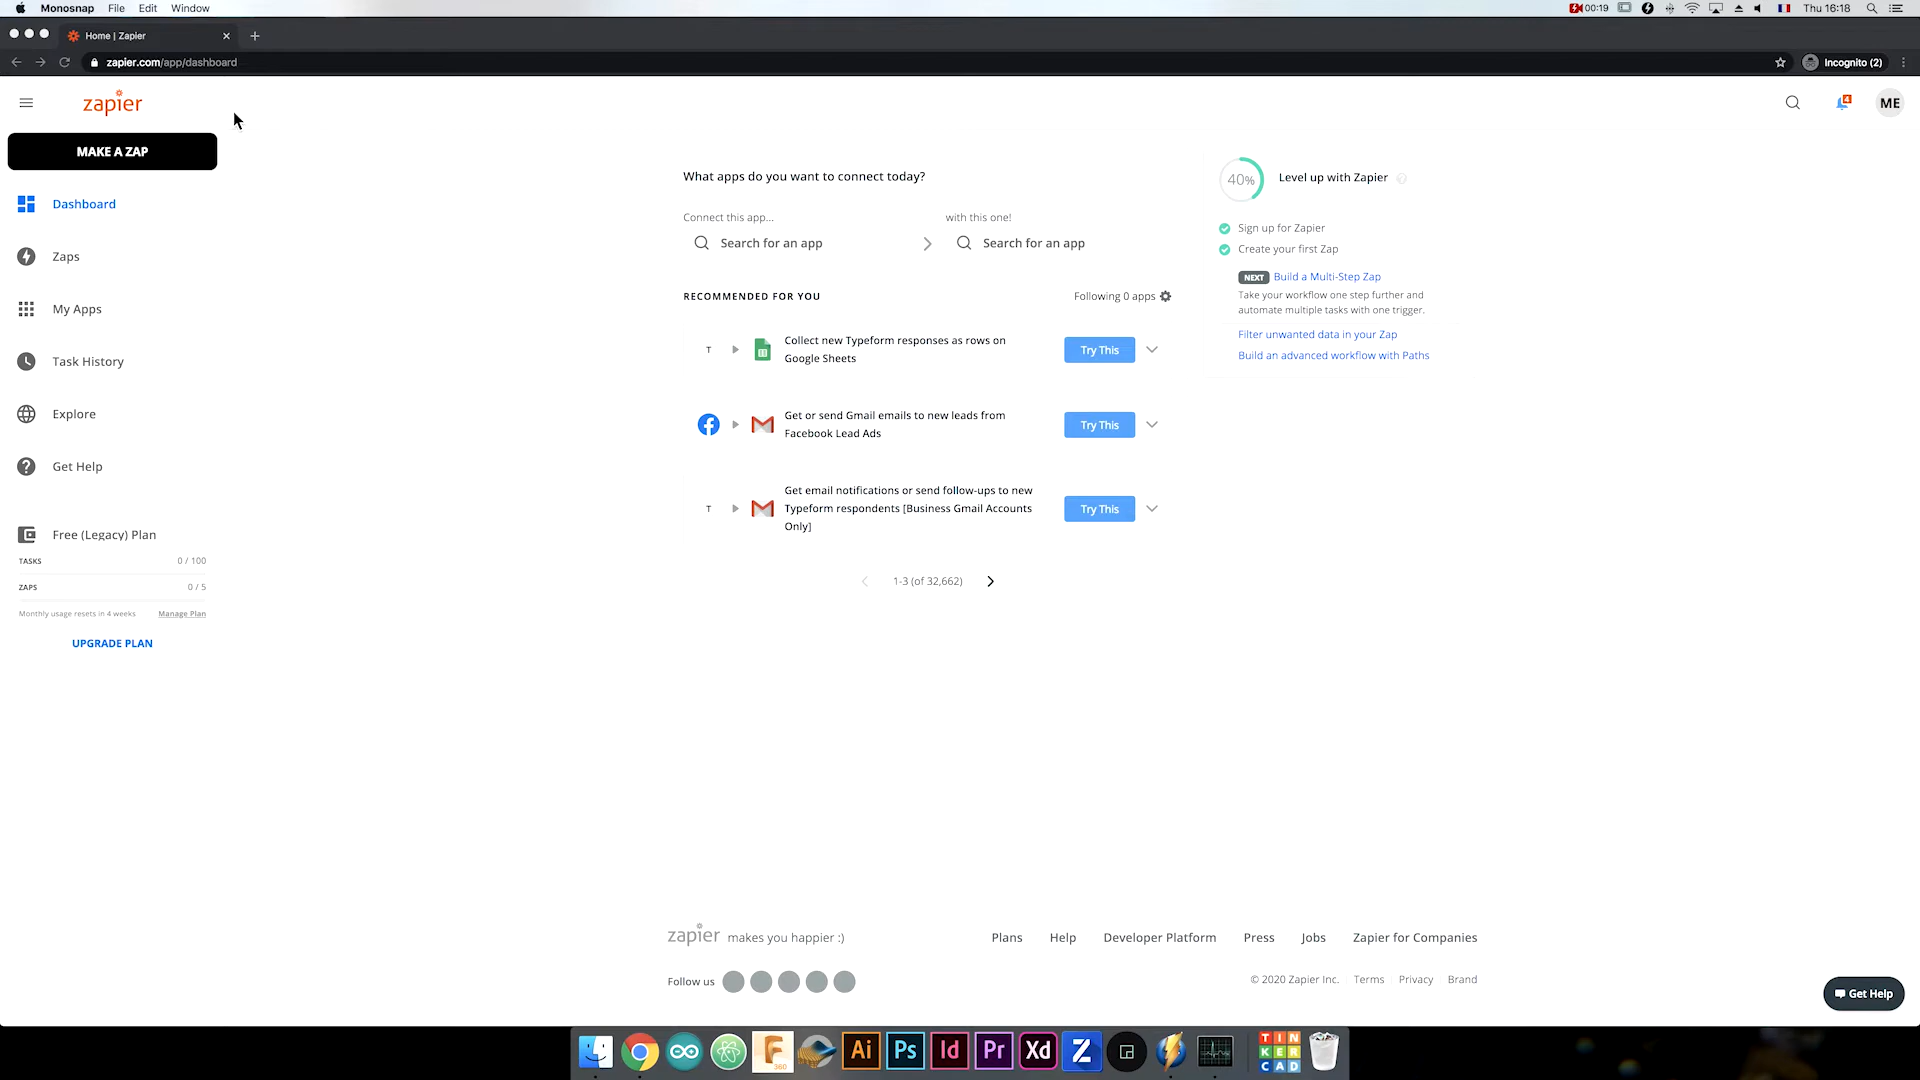 Monosnap File Edit Window
00:19
Thu 16:18
Home | Zapier
zapier.com/app/dashboard
Incognito (2)
zapier
ME
4
MAKE A ZAP
Dashboard
Zaps
My Apps
Task History
Explore
Get Help
Free (Legacy) Plan
TASKS 0 / 100
ZAPS 0 / 5
Monthly usage resets in 4 weeks Manage Plan
UPGRADE PLAN
What apps do you want to connect today?
Connect this app... with this one!
Search for an app Search for an app
RECOMMENDED FOR YOU Following 0 apps
T
Collect new Typeform responses as rows on
Google Sheets
Try This
Get or send Gmail emails to new leads from
Facebook Lead Ads
Try This
T
Get email notifications or send follow-ups to new
Typeform respondents [Business Gmail Accounts
Only]
Try This
1-3 (of 32,662)
40%
Level up with Zapier
Sign up for Zapier
Create your first Zap
NEXT Build a Multi-Step Zap
Take your workflow one step further and
automate multiple tasks with one trigger.
Filter unwanted data in your Zap
Build an advanced workflow with Paths
zapier makes you happier :)
Plans Help Developer Platform Press Jobs Zapier for Companies
Follow us
© 2020 Zapier Inc. Terms Privacy Brand
Get Help
F
360
Ai Ps Id Pr Xd Z
TIN
KER
CAD